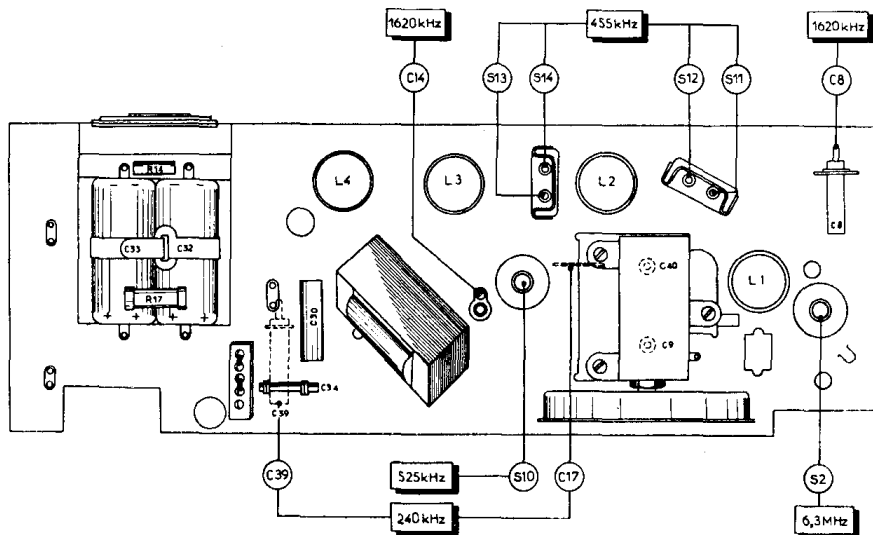 1620kHz
455kHz
1620kHz
C14
S13
S14
S12
S11
C8
R14
L4
L3
L2
C8
C33
C32
C40
L1
R17
C30
C9
C34
C39
C39
525kHz
S10
C17
S2
240kHz
6,3MHz